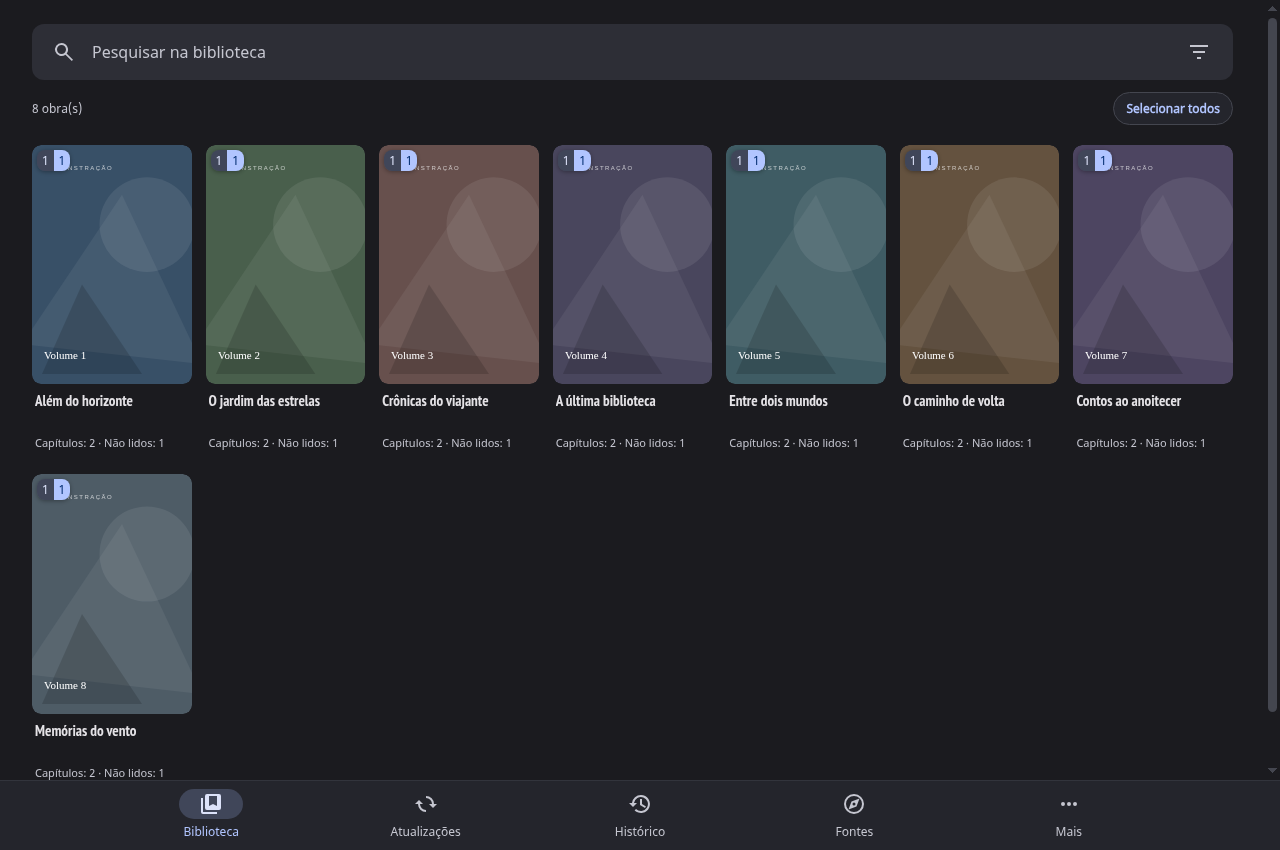 Pesquisar na biblioteca
8 obra(s)
Selecionar todos
1 1
1 1
1 1
1 1
1 1
1 1
1 1
Volume 1
Volume 2
Volume 3
Volume 4
Volume 5
Volume 6
Volume 7
Além do horizonte
O jardim das estrelas
Crônicas do viajante
A última biblioteca
Entre dois mundos
O caminho de volta
Contos ao anoitecer
Capítulos: 2 · Não lidos: 1
Capítulos: 2 · Não lidos: 1
Capítulos: 2 · Não lidos: 1
Capítulos: 2 · Não lidos: 1
Capítulos: 2 · Não lidos: 1
Capítulos: 2 · Não lidos: 1
Capítulos: 2 · Não lidos: 1
1 1
Volume 8
Memórias do vento
Capítulos: 2 · Não lidos: 1
Biblioteca
Atualizações
Histórico
Fontes
Mais